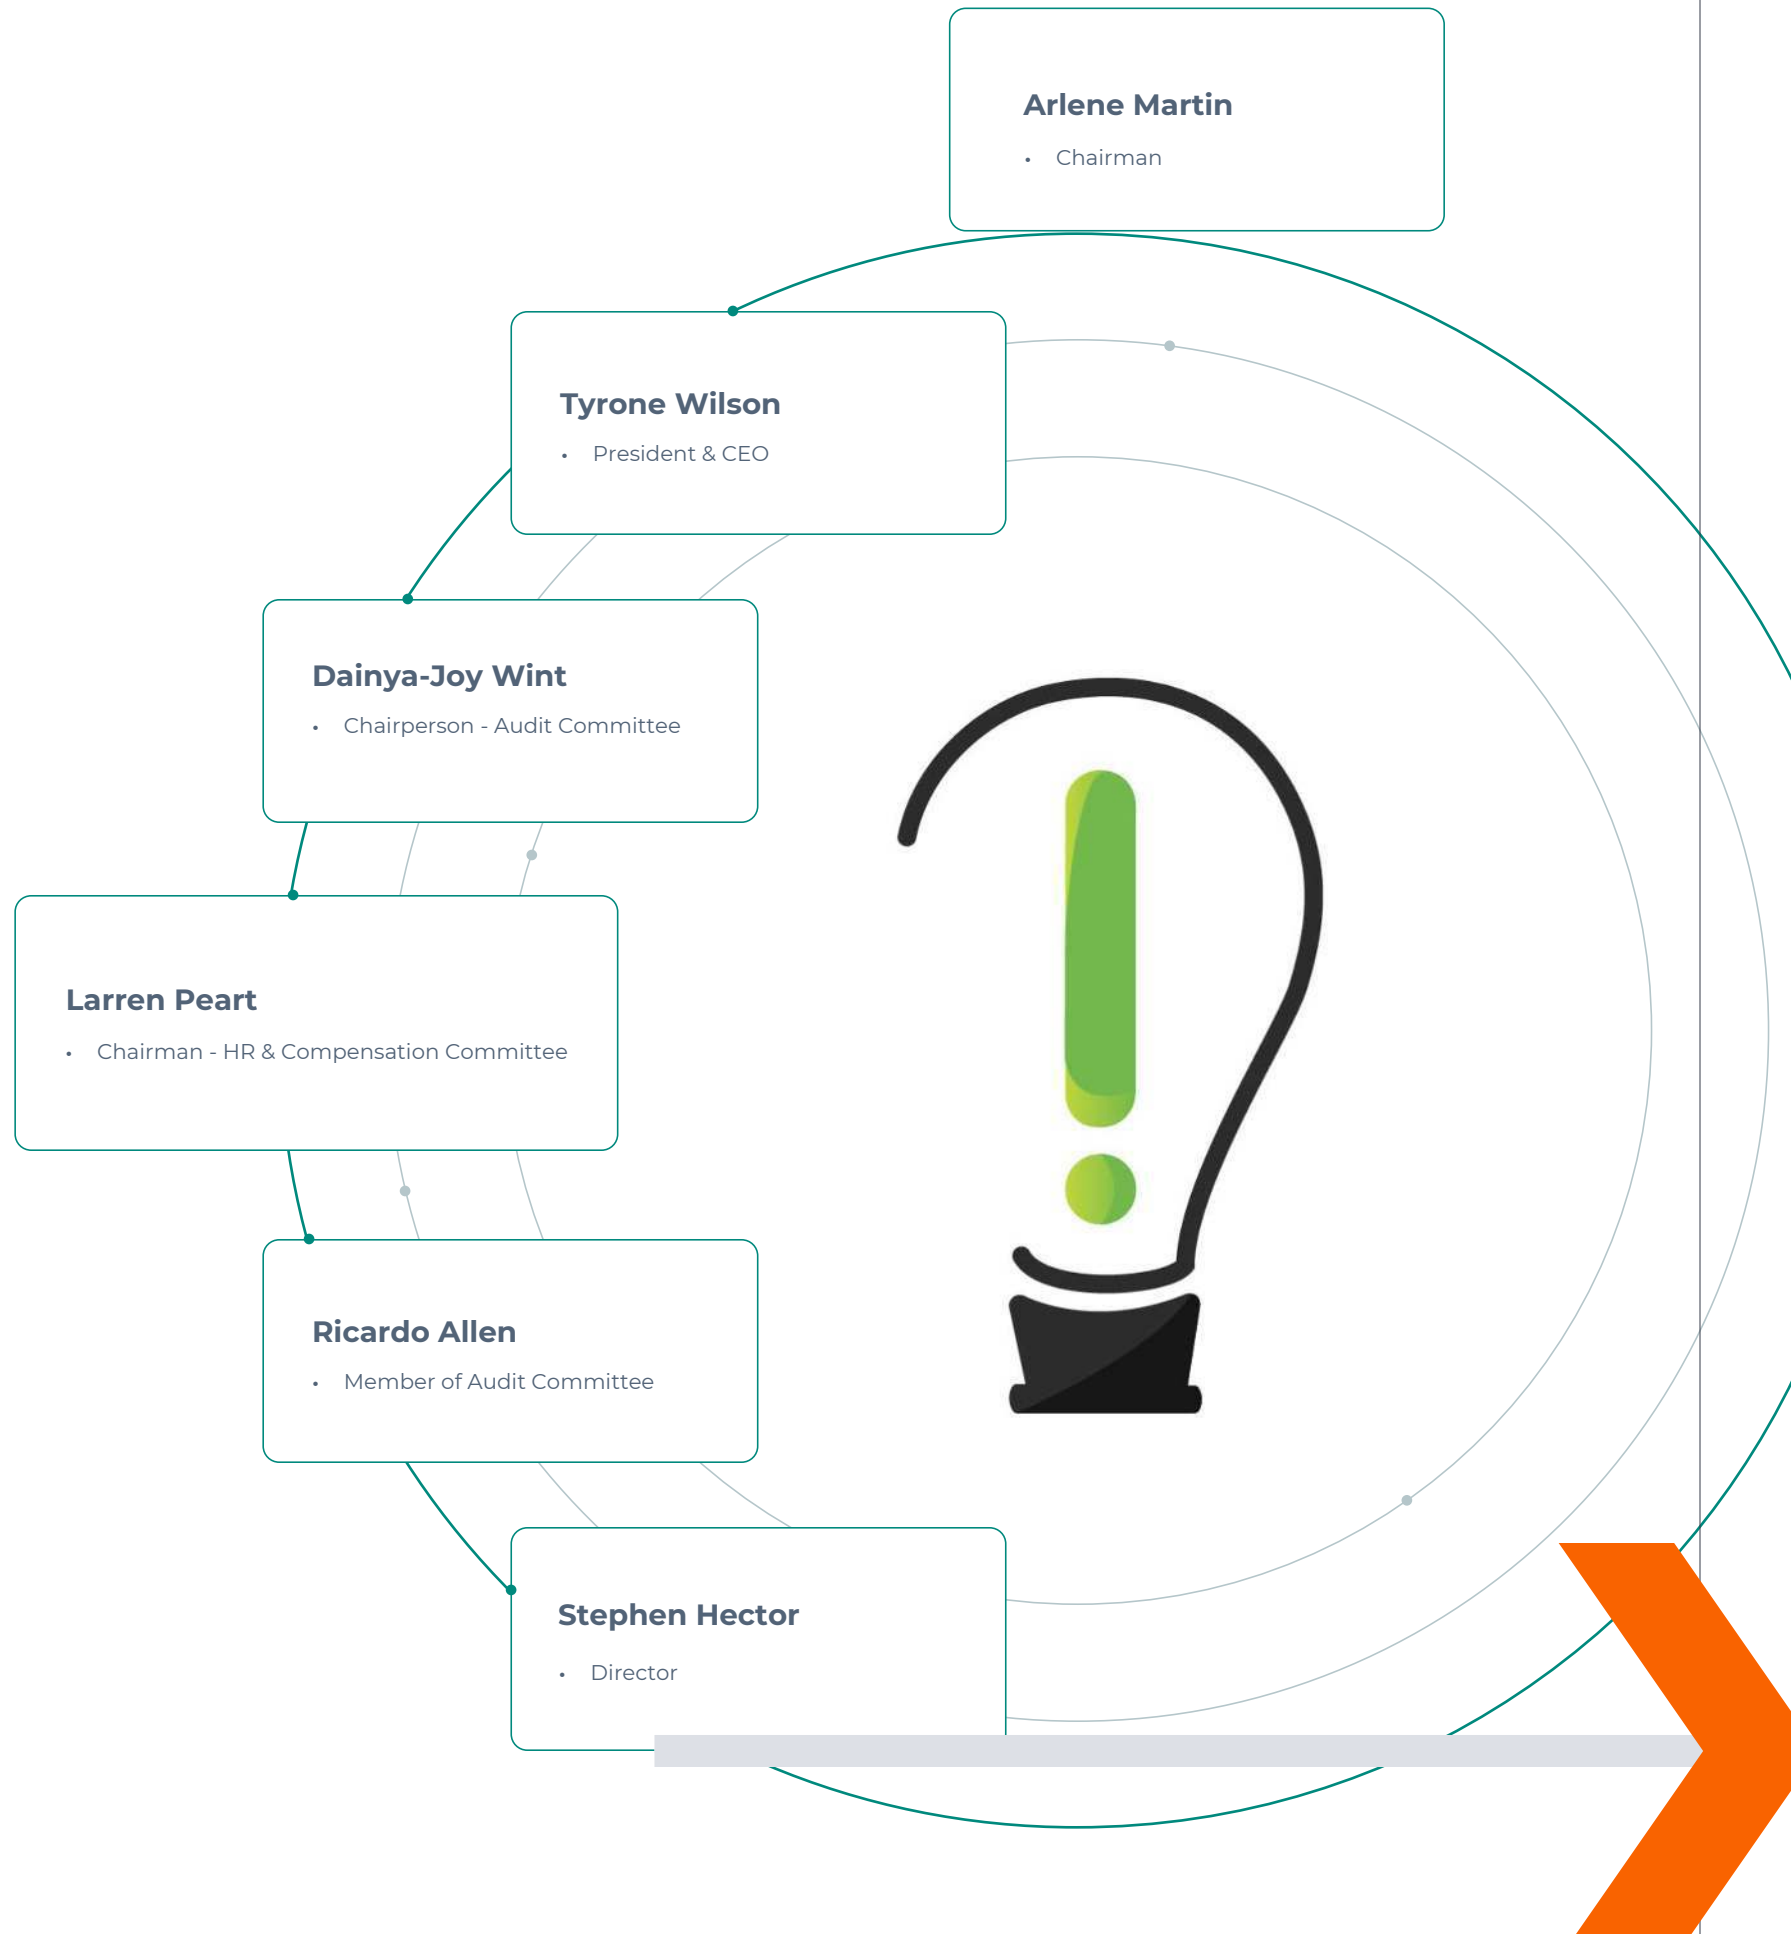 Arlene Martin
• Chairman
Tyrone Wilson
• President & CEO
Dainya-Joy Wint
• Chairperson - Audit Committee
Larren Peart
• Chairman - HR & Compensation Committee
Ricardo Allen
• Member of Audit Committee
Stephen Hector
• Director